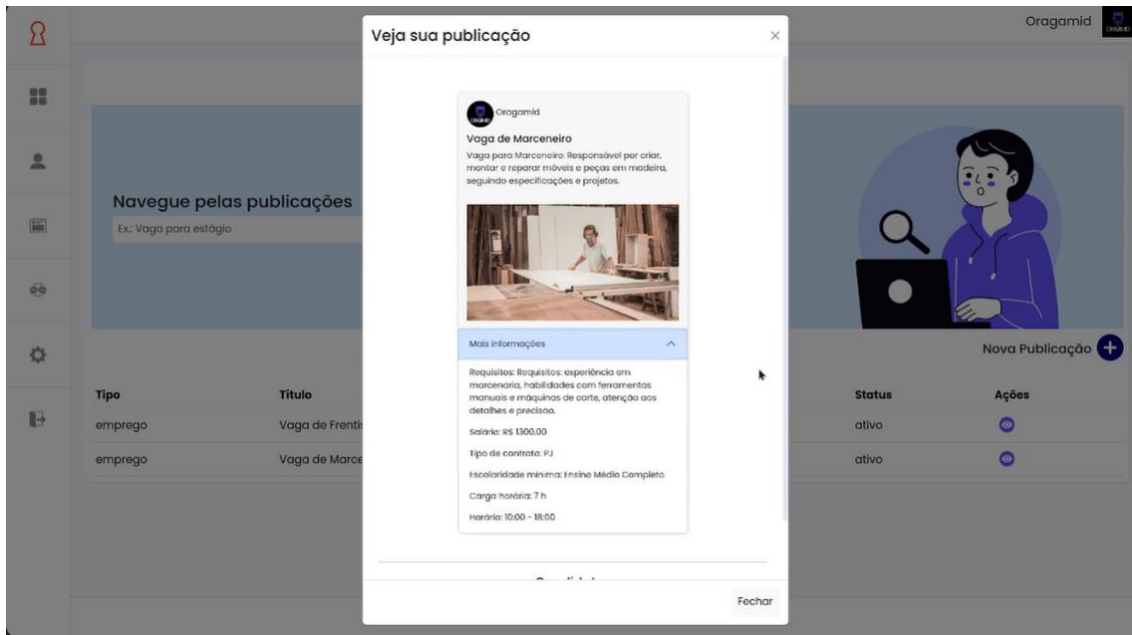 Oragamid
ORAGAMID
Veja sua publicação
×
Oragamid
Vaga de Marceneiro
Vaga para Marceneiro: Responsável por criar,
montar e reparar móveis e peças em madeira,
seguindo especificações e projetos.
Navegue pelas publicações
Ex.: Vaga para estágio
Mais informações
Requisitos: Requisitos: experiência em
marcenaria, habilidades com ferramentas
manuais e máquinas de corte, atenção aos
detalhes e precisão.
Salário: R$ 1300.00
Tipo de contrato: PJ
Escolaridade mínima: Ensino Médio Completo
Carga horária: 7 h
Horário: 10:00 - 18:00
Nova Publicação
Tipo Título Status Ações
emprego Vaga de Frentis ativo
emprego Vaga de Marce ativo
Fechar